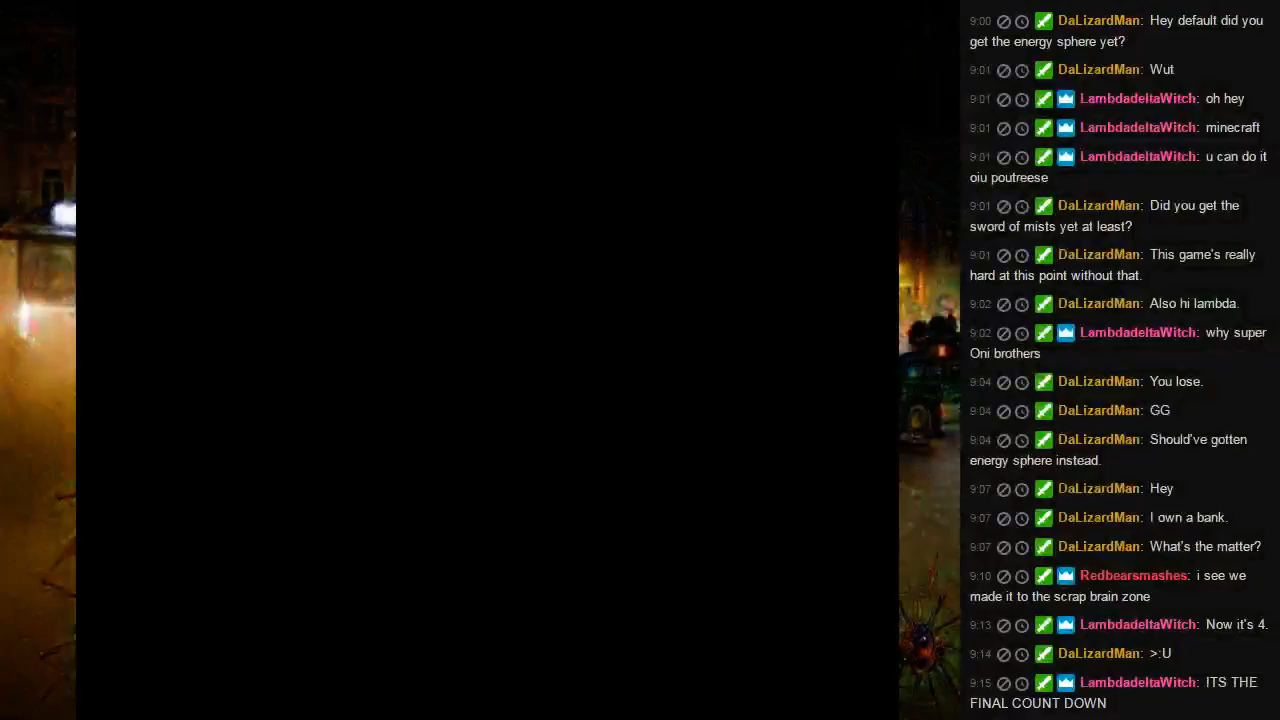 9:00 DaLizardMan: Hey default did you
get the energy sphere yet?
9:01 DaLizardMan: Wut
9:01 LambdadeltaWitch: oh hey
9:01 LambdadeltaWitch: minecraft
9:01 LambdadeltaWitch: u can do it
oiu poutreese
9:01 DaLizardMan: Did you get the
sword of mists yet at least?
9:01 DaLizardMan: This game's really
hard at this point without that.
9:02 DaLizardMan: Also hi lambda.
9:02 LambdadeltaWitch: why super
Oni brothers
9:04 DaLizardMan: You lose.
9:04 DaLizardMan: GG
9:04 DaLizardMan: Should've gotten
energy sphere instead.
9:07 DaLizardMan: Hey
9:07 DaLizardMan: I own a bank.
9:07 DaLizardMan: What's the matter?
9:10 Redbearsmashes: i see we
made it to the scrap brain zone
9:13 LambdadeltaWitch: Now it's 4.
9:14 DaLizardMan: >:U
9:15 LambdadeltaWitch: ITS THE
FINAL COUNT DOWN